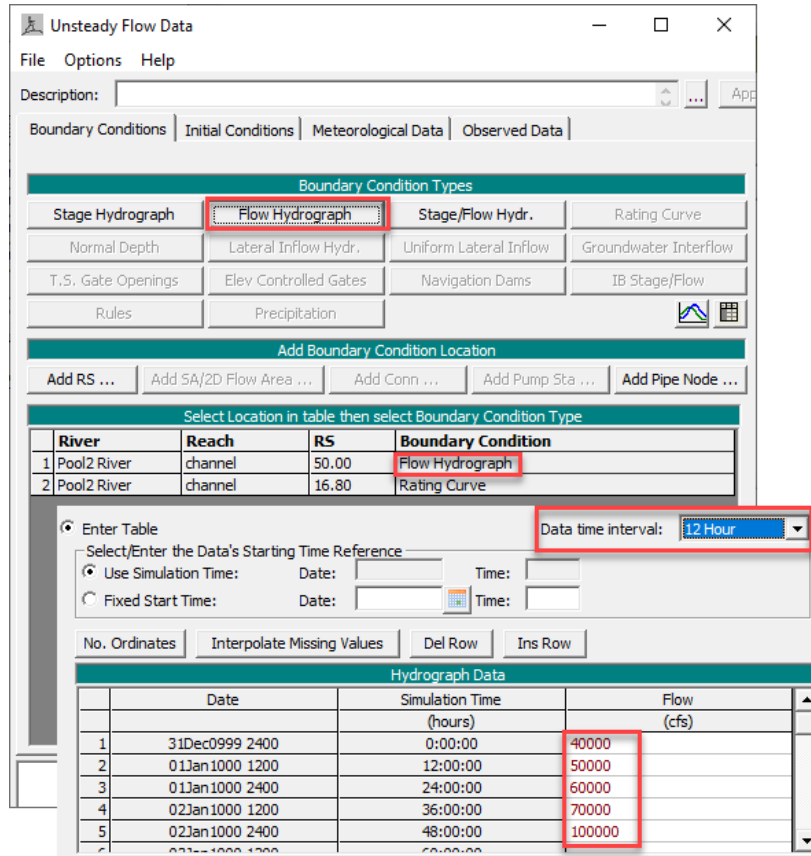 Unsteady Flow Data
File Options Help
Description: ... App
Boundary Conditions Initial Conditions Meteorological Data Observed Data
Boundary Condition Types
Stage Hydrograph Flow Hydrograph Stage/Flow Hydr. Rating Curve
Normal Depth Lateral Inflow Hydr. Uniform Lateral Inflow Groundwater Interflow
T.S. Gate Openings Elev Controlled Gates Navigation Dams IB Stage/Flow
Rules Precipitation
Add Boundary Condition Location
Add RS ... Add SA/2D Flow Area ... Add Conn ... Add Pump Sta ... Add Pipe Node ...
Select Location in table then select Boundary Condition Type
River Reach RS Boundary Condition
1 Pool2 River channel 50.00 Flow Hydrograph
2 Pool2 River channel 16.80 Rating Curve
Enter Table Data time interval: 12 Hour
Select/Enter the Data's Starting Time Reference
Use Simulation Time: Date: Time:
Fixed Start Time: Date: Time:
No. Ordinates Interpolate Missing Values Del Row Ins Row
Hydrograph Data
Date Simulation Time Flow
(hours) (cfs)
1 31Dec0999 2400 0:00:00 40000
2 01Jan1000 1200 12:00:00 50000
3 01Jan1000 2400 24:00:00 60000
4 02Jan1000 1200 36:00:00 70000
5 02Jan1000 2400 48:00:00 100000